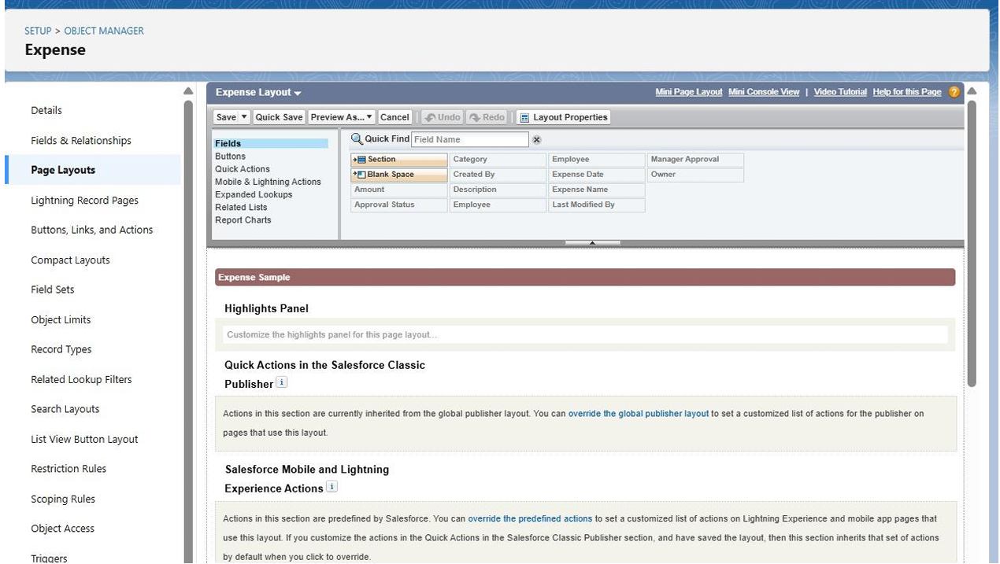 SETUP > OBJECT MANAGER
Expense
Details
Fields & Relationships
Page Layouts
Lightning Record Pages
Buttons, Links, and Actions
Compact Layouts
Field Sets
Object Limits
Record Types
Related Lookup Filters
Search Layouts
List View Button Layout
Restriction Rules
Scoping Rules
Object Access
Triggers
Expense Layout
Mini Page Layout Mini Console View | Video Tutorial Help for this Page ?
Save Quick Save Preview As... Cancel Undo Redo Layout Properties
Fields
Buttons
Quick Actions
Mobile & Lightning Actions
Expanded Lookups
Related Lists
Report Charts
Quick Find Field Name
Section Category Employee Manager Approval
Blank Space Created By Expense Date Owner
Amount Description Expense Name
Approval Status Employee Last Modified By
Expense Sample
Highlights Panel
Customize the highlights panel for this page layout...
Quick Actions in the Salesforce Classic
Publisher i
Actions in this section are currently inherited from the global publisher layout. You can override the global publisher layout to set a customized list of actions for the publisher on
pages that use this layout.
Salesforce Mobile and Lightning
Experience Actions i
Actions in this section are predefined by Salesforce. You can override the predefined actions to set a customized list of actions on Lightning Experience and mobile app pages that
use this layout. If you customize the actions in the Quick Actions in the Salesforce Classic Publisher section, and have saved the layout, then this section inherits that set of actions
by default when you click to override.